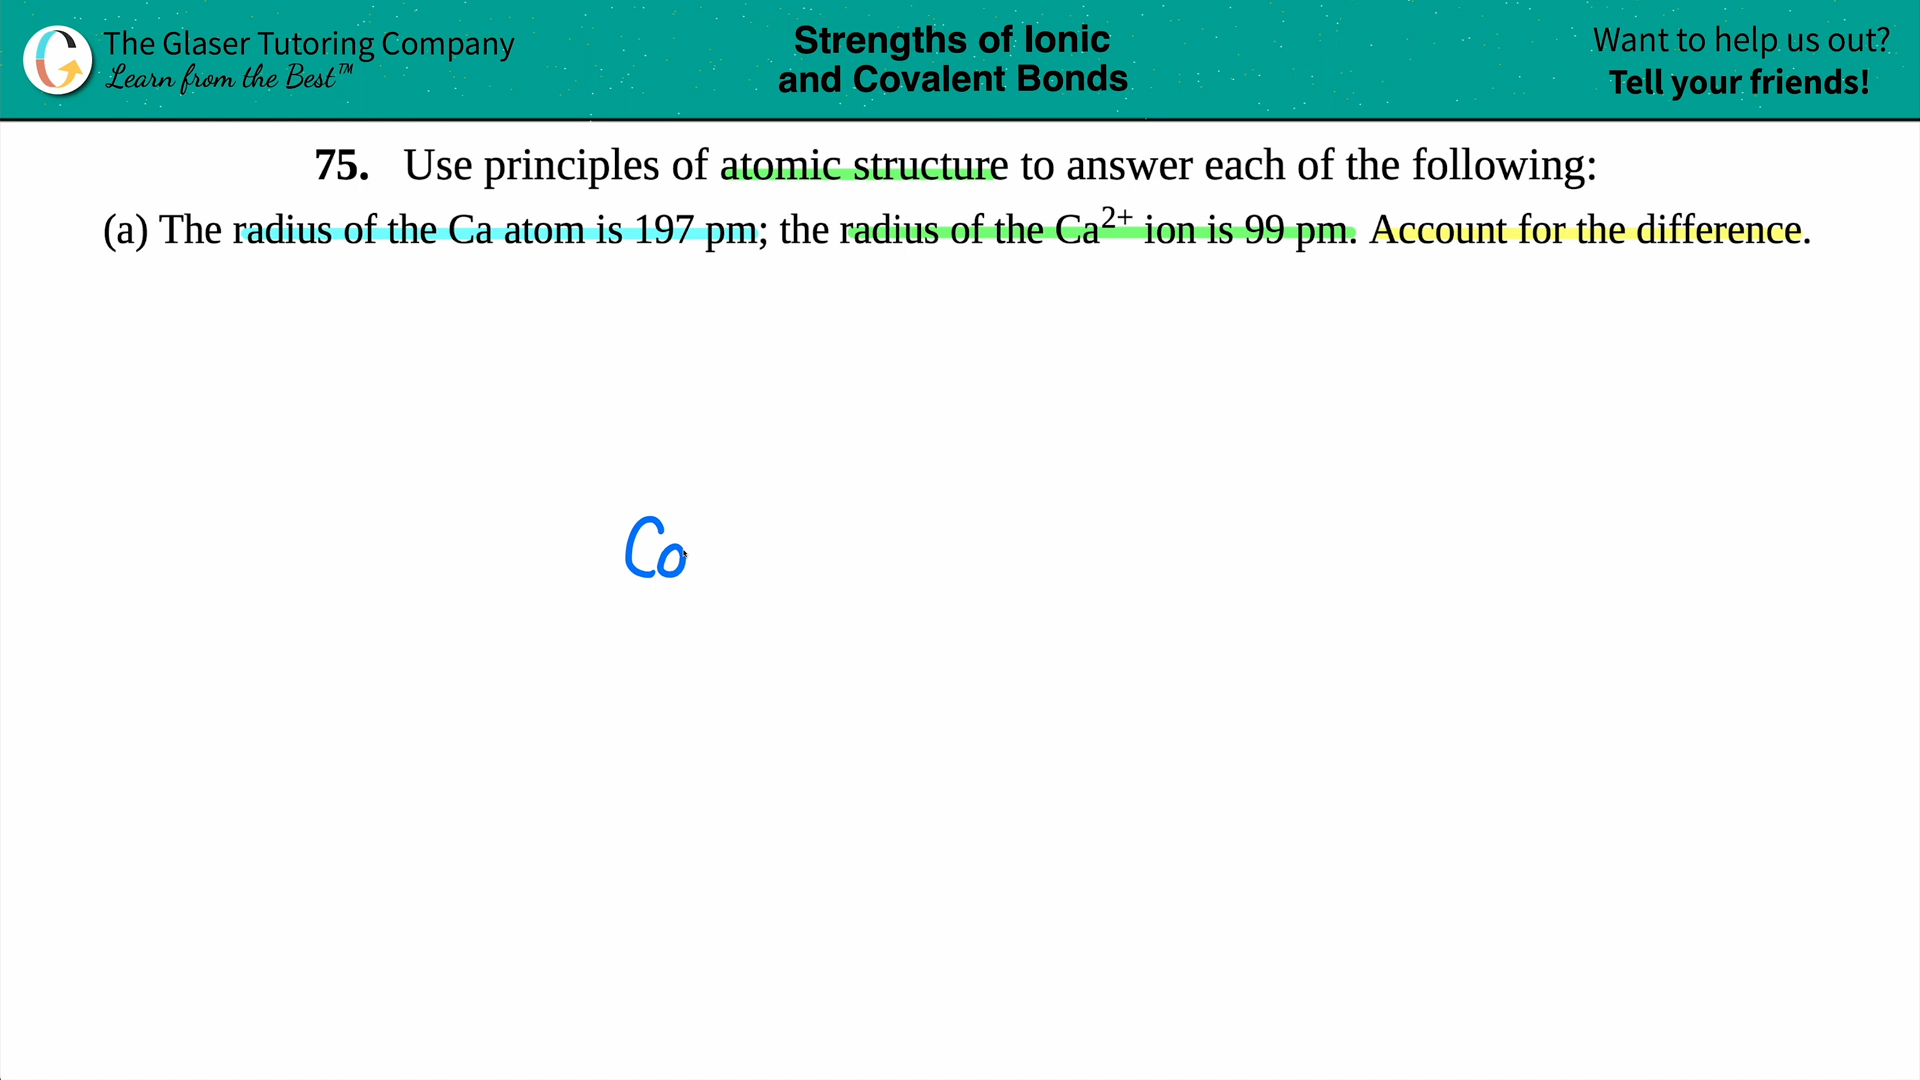 The Glaser Tutoring Company
Learn from the Best™
Strengths of Ionic
and Covalent Bonds
Want to help us out?
Tell your friends!
75. Use principles of atomic structure to answer each of the following:
(a) The radius of the Ca atom is 197 pm; the radius of the Ca²⁺ ion is 99 pm. Account for the difference.
Co